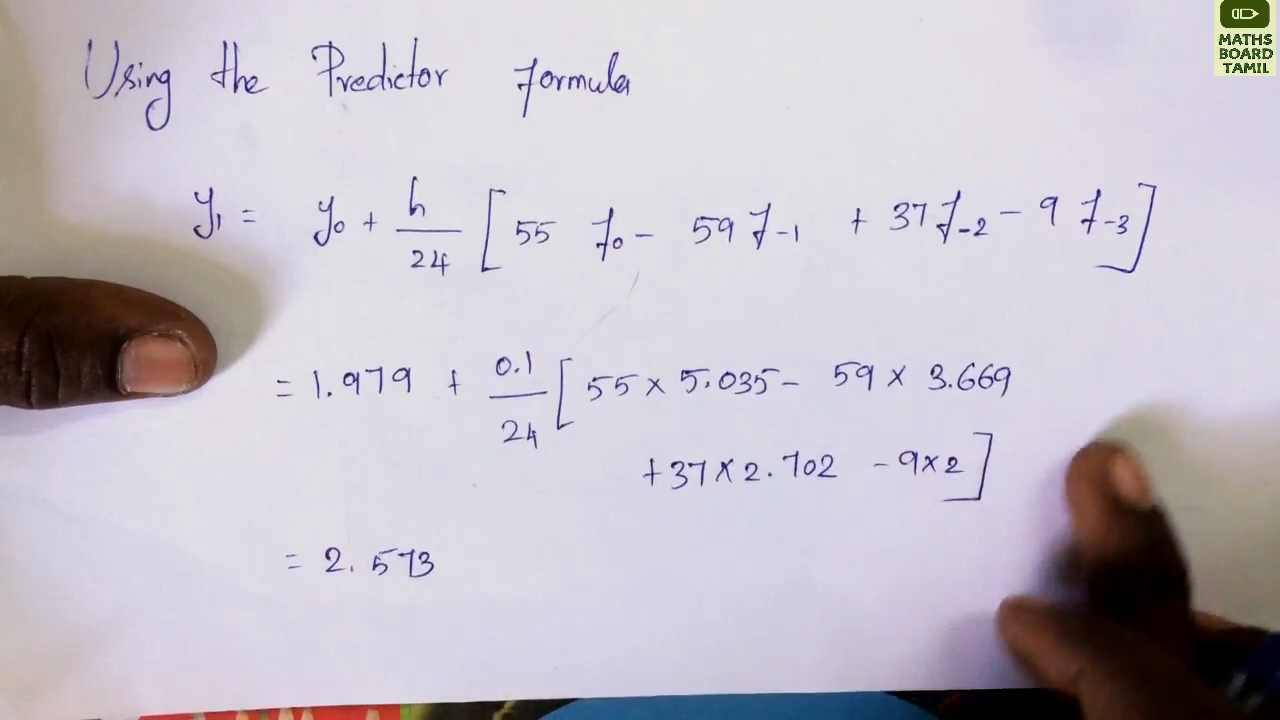 MATHS
BOARD
TAMIL
Using the Predictor formula
y₁ = y₀ + h/24 [55 f₀ - 59 f₋₁ + 37 f₋₂ - 9 f₋₃]
= 1.979 + 0.1/24 [55 × 5.035 - 59 × 3.669
+ 37 × 2.702 - 9 × 2]
= 2.573